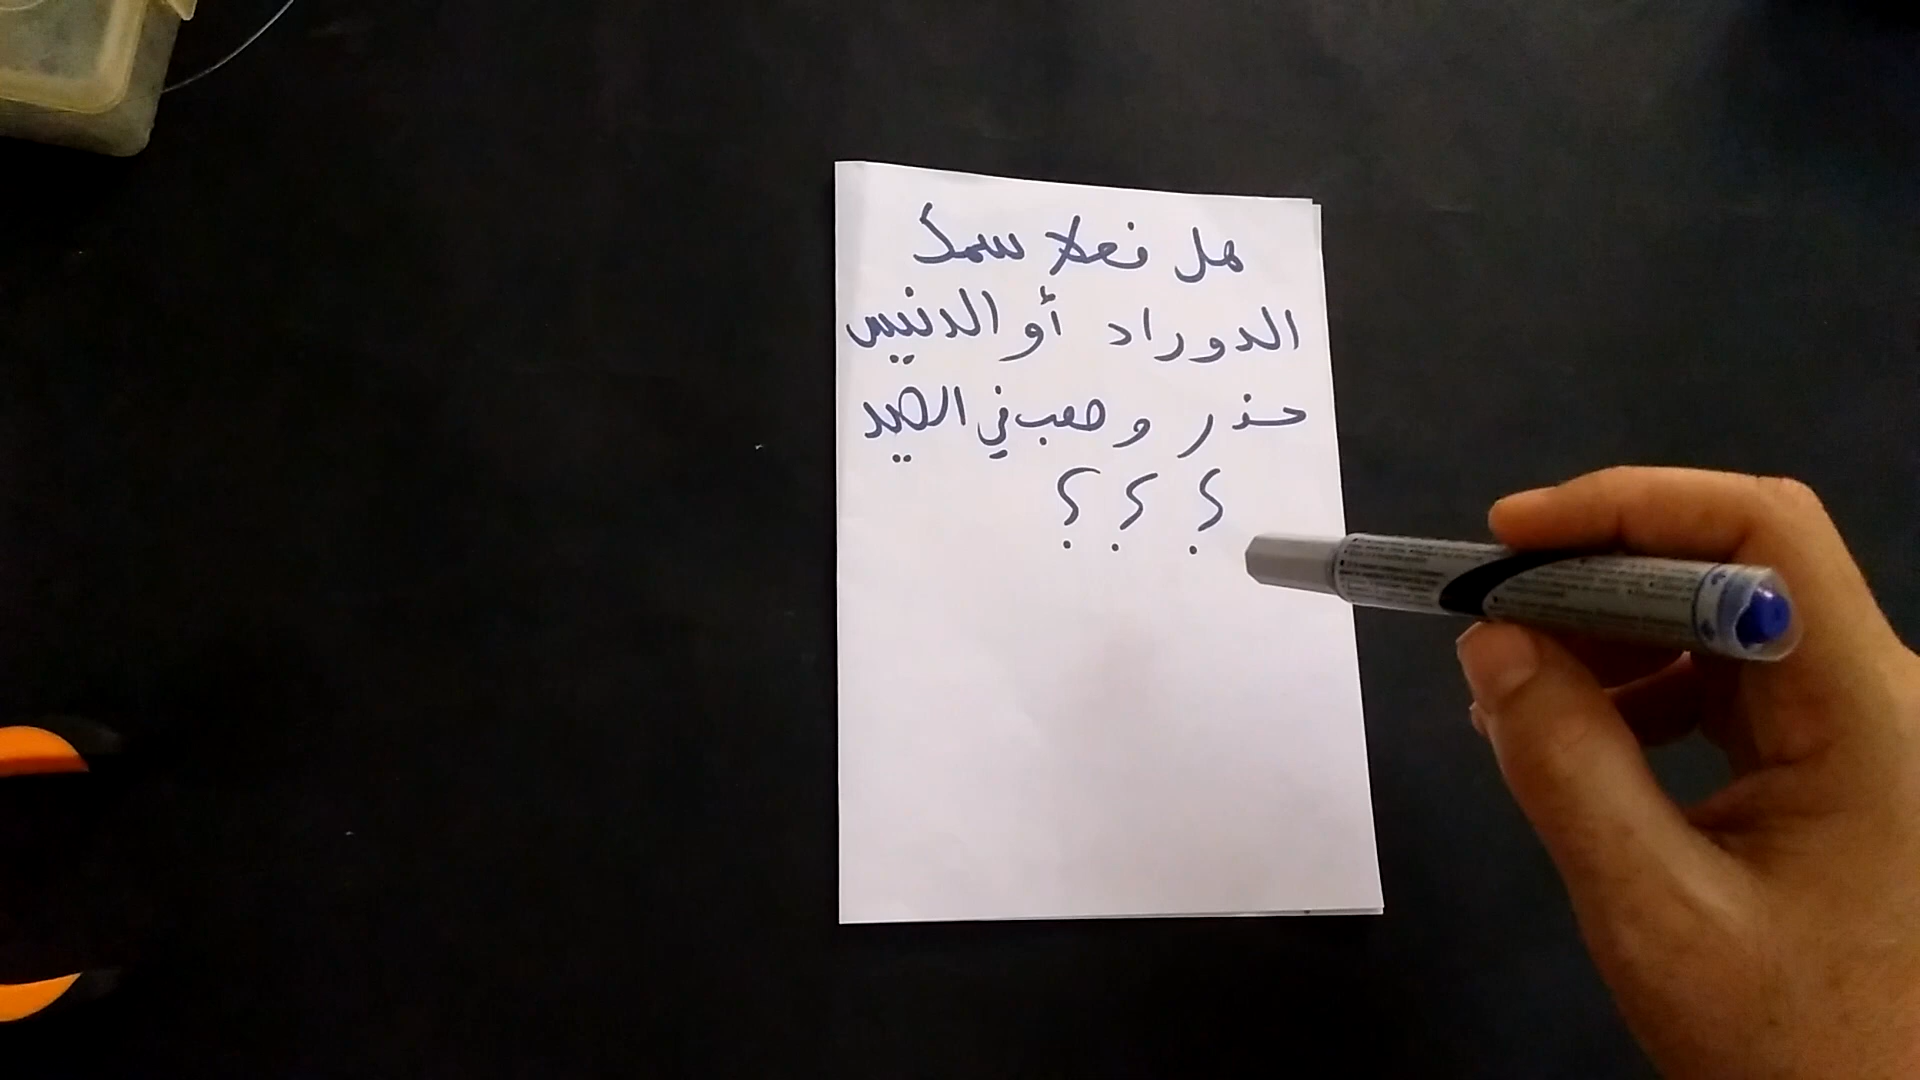 هل فعلا سمك
الدوراد أو الدنيس
حذر وصعب في الصيد
؟ ؟ ؟